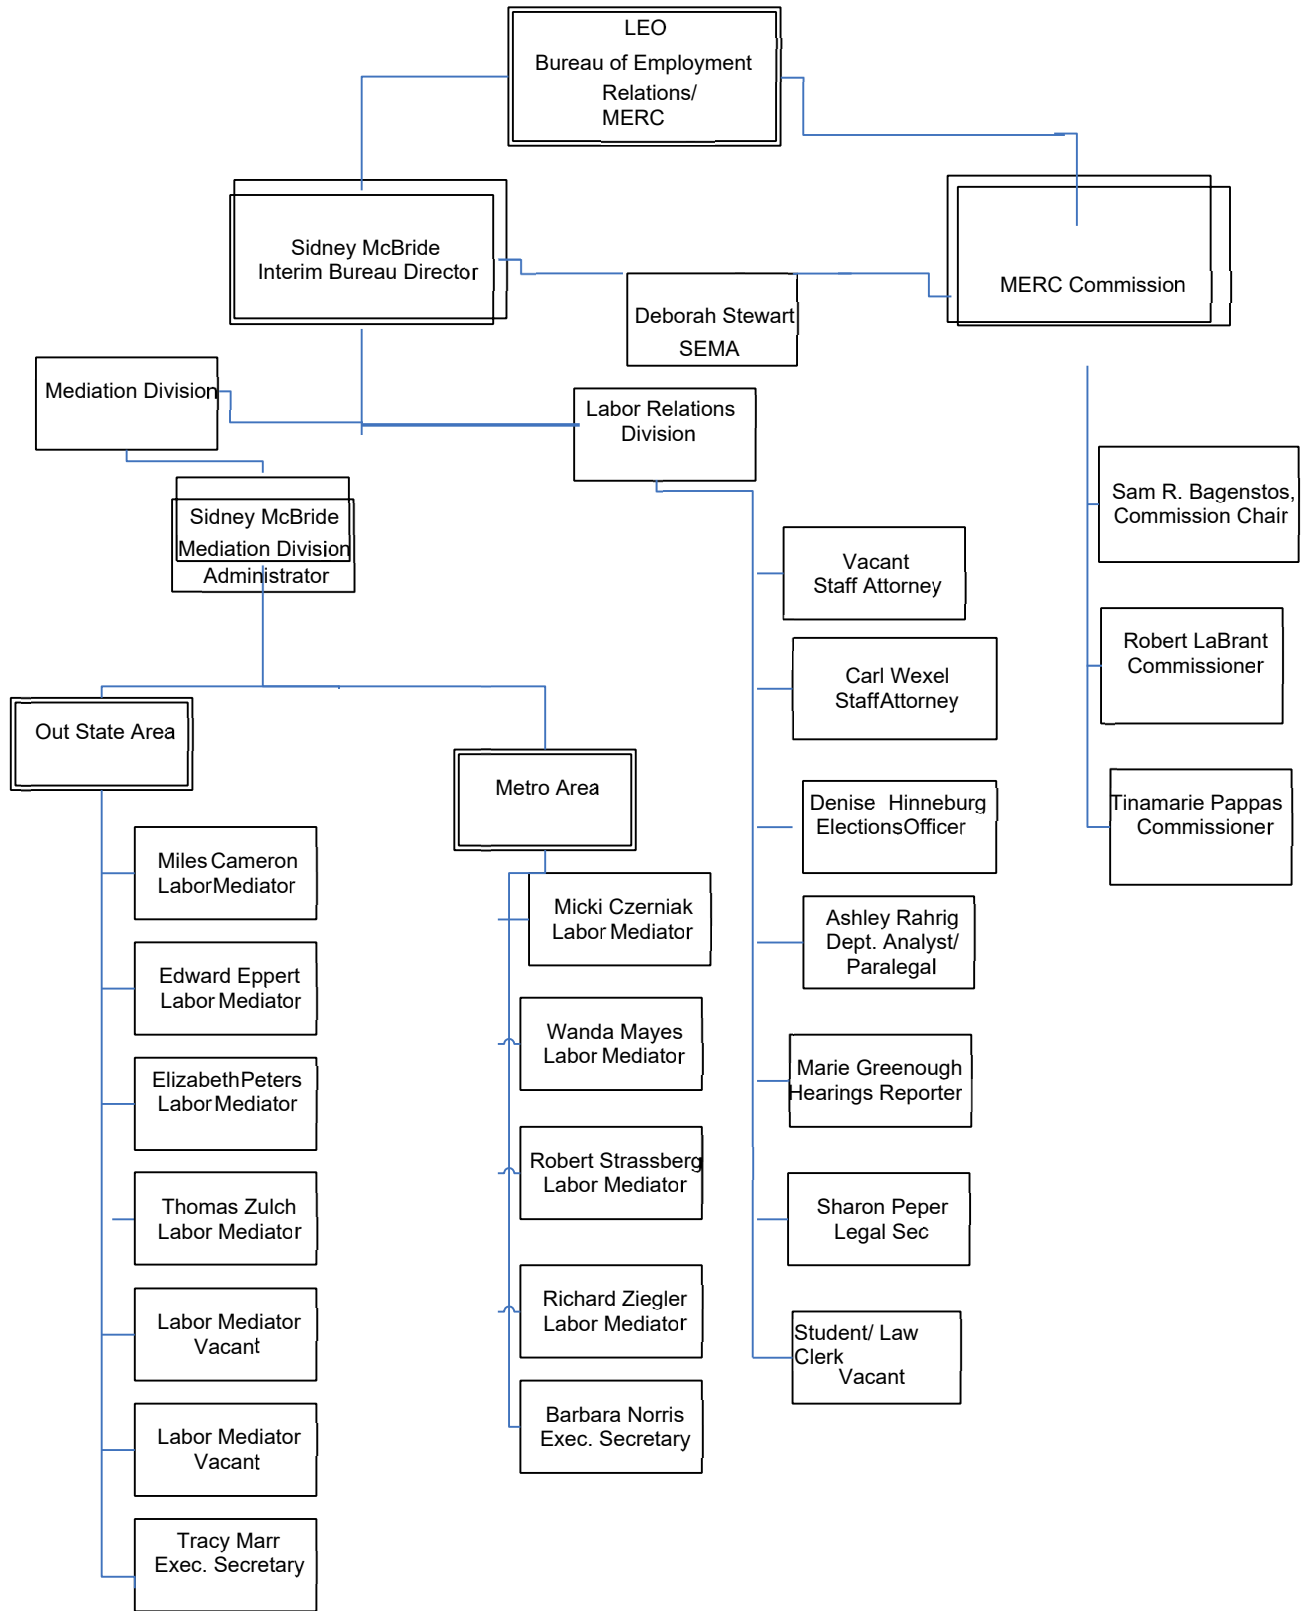 LEO
Bureau of Employment
Relations/
MERC
Sidney McBride
Interim Bureau Director
MERC Commission
Deborah Stewart
SEMA
Mediation Division
Labor Relations
Division
Sidney McBride
Mediation Division
Administrator
Sam R. Bagenstos,
Commission Chair
Vacant
Staff Attorney
Robert LaBrant
Commissioner
Carl Wexel
StaffAttorney
Out State Area
Metro Area
Denise Hinneburg
ElectionsOfficer
Tinamarie Pappas
Commissioner
Miles Cameron
LaborMediator
Micki Czerniak
Labor Mediator
Ashley Rahrig
Dept. Analyst/
Paralegal
Edward Eppert
Labor Mediator
Wanda Mayes
Labor Mediator
Marie Greenough
Hearings Reporter
ElizabethPeters
LaborMediator
Robert Strassberg
Labor Mediator
Thomas Zulch
Labor Mediator
Sharon Peper
Legal Sec
Richard Ziegler
Labor Mediator
Labor Mediator
Vacant
Student/ Law
Clerk
Vacant
Barbara Norris
Exec. Secretary
Labor Mediator
Vacant
Tracy Marr
Exec. Secretary